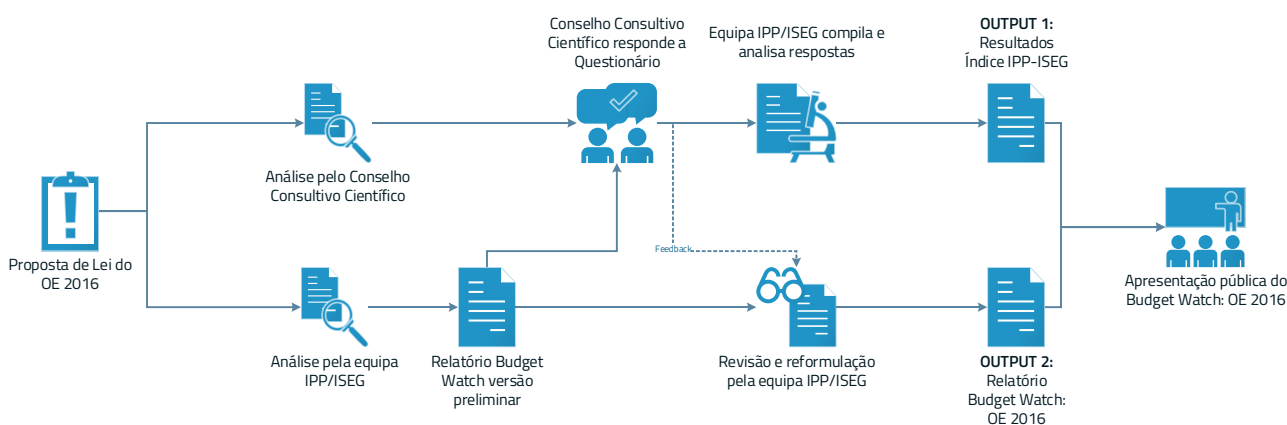 Conselho Consultivo
Científico responde a
Questionário
Equipa IPP/ISEG compila e
analisa respostas
OUTPUT 1:
Resultados
Índice IPP-ISEG
Análise pelo Conselho
Consultivo Científico
Proposta de Lei do
OE 2016
Feedback
Apresentação pública do
Budget Watch: OE 2016
Análise pela equipa
IPP/ISEG
Relatório Budget
Watch versão
preliminar
Revisão e reformulação
pela equipa IPP/ISEG
OUTPUT 2:
Relatório
Budget Watch:
OE 2016